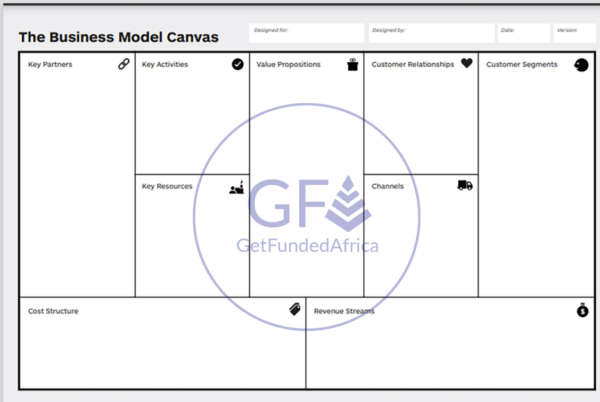 The Business Model Canvas
Designed for:
Designed by:
Date:
Version:
Key Partners
Key Activities
Value Propositions
Customer Relationships
Customer Segments
Key Resources
Channels
GF
GetFundedAfrica
Cost Structure
Revenue Streams